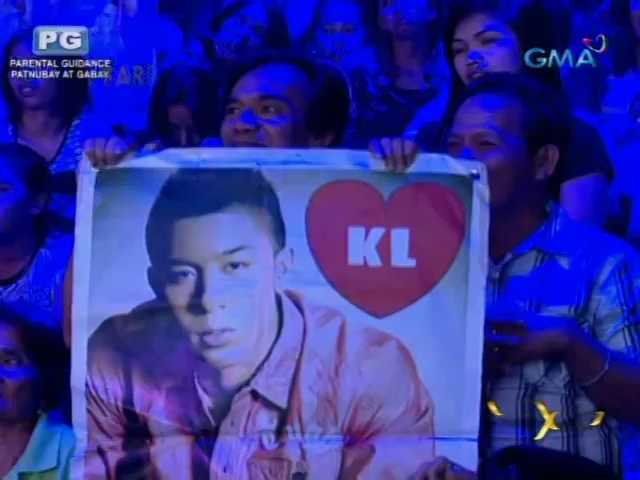 PG
PARENTAL GUIDANCE
PATNUBAY AT GABAY
GMA
KL